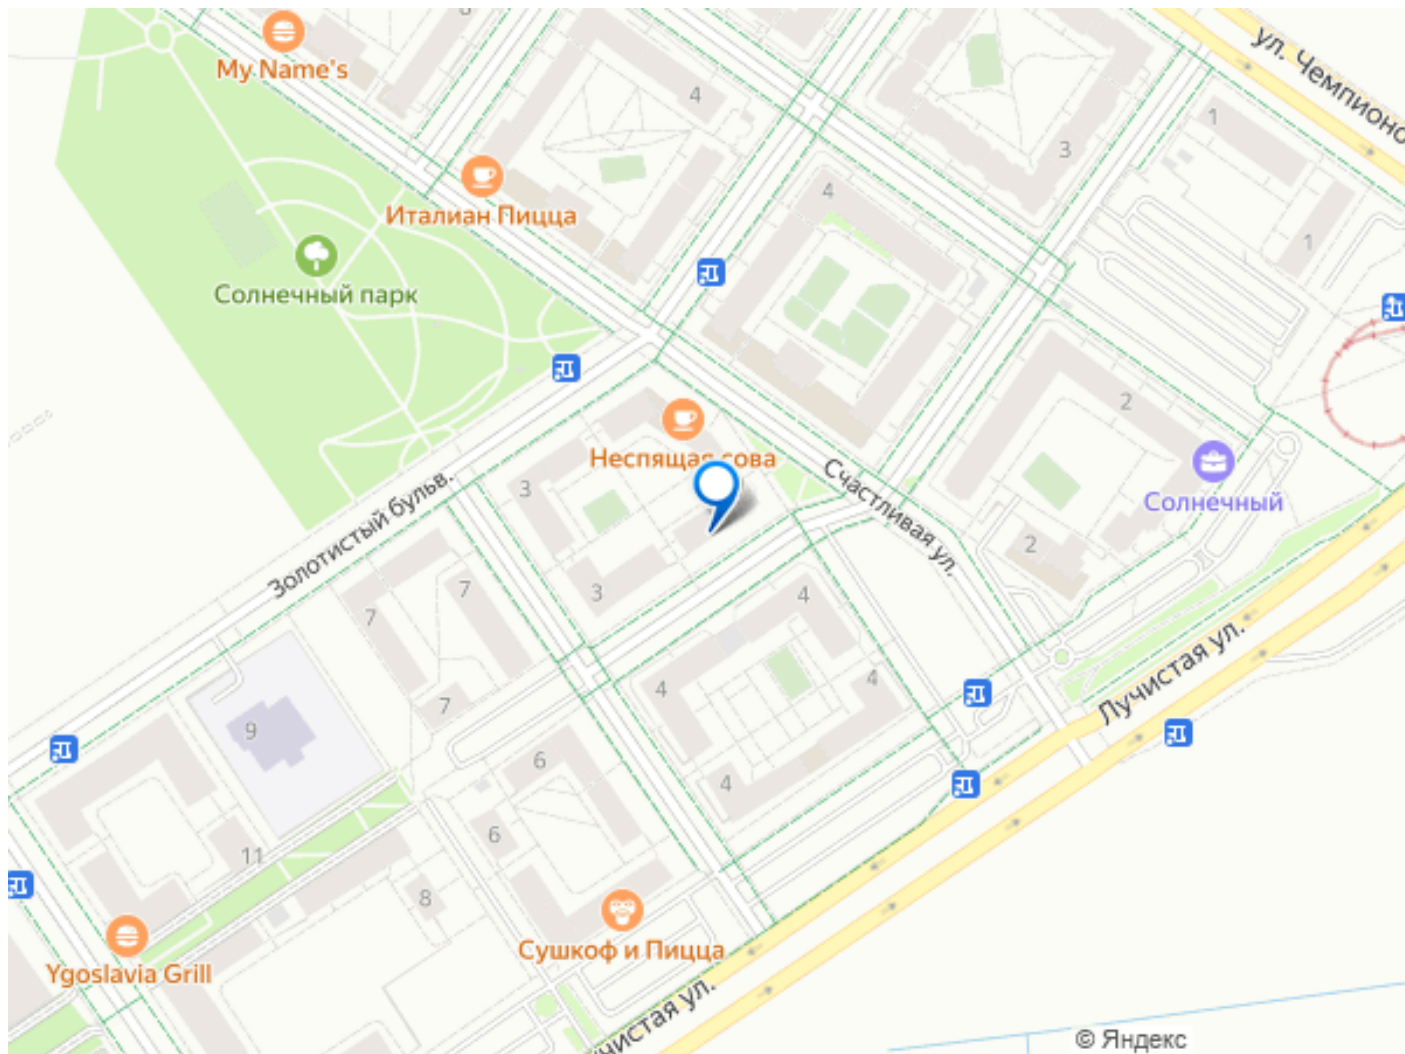 ул. Чемпионо
My Name's
4
1
3
Италиан Пицца
4
1
Солнечный парк
2
Неспящая сова
Счастливая ул.
Солнечный
3
Золотистый бульв.
2
7
7
3
4
Лучистая ул.
4
4
7
9
6
4
6
11
8
Сушкоф и Пицца
Ygoslavia Grill
учистая ул.
© Яндекс